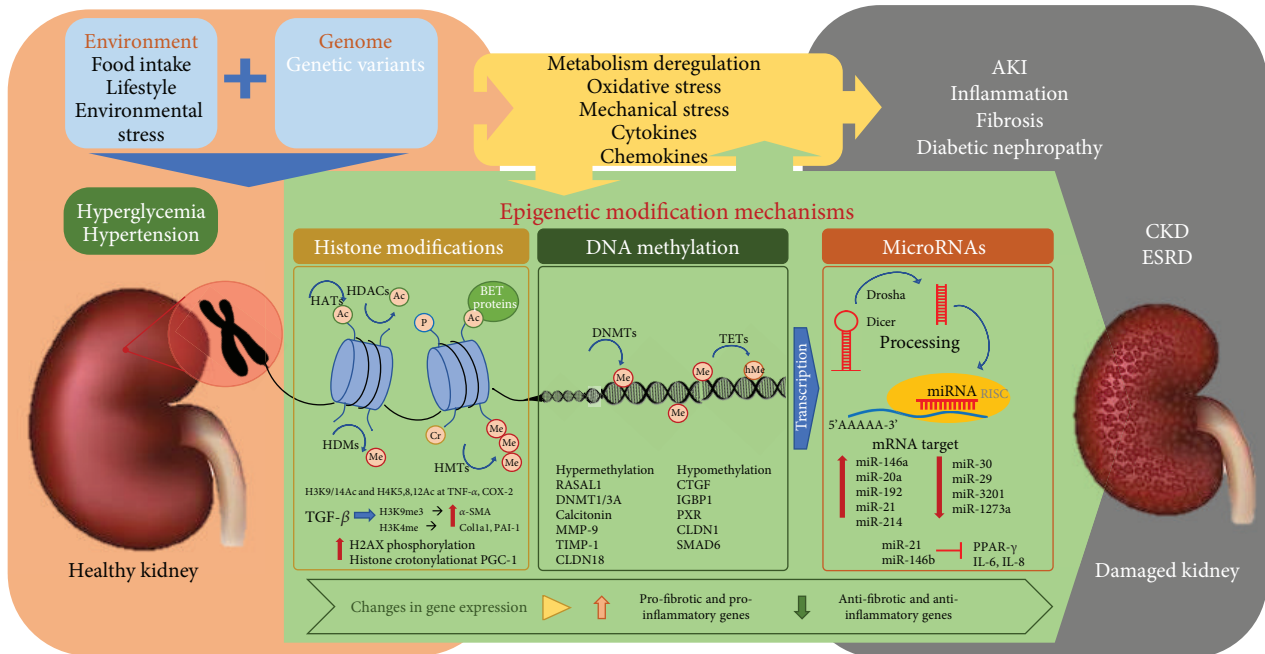 Environment
Food intake
Lifestyle
Environmental
stress
Genome
Genetic variants
Metabolism deregulation
Oxidative stress
Mechanical stress
Cytokines
Chemokines
AKI
Inflammation
Fibrosis
Diabetic nephropathy
Hyperglycemia
Hypertension
CKD
ESRD
Epigenetic modification mechanisms
Histone modifications
HATs
HDACs
Ac
Ac
BET
proteins
Ac
P
Cr
HDMs
Me
HMTs
Me
Me
Me
H3K9/14Ac and H4K5,8,12Ac at TNF-α, COX-2
TGF-β
H3K9me3
α-SMA
H3K4me
Col1a1, PAI-1
H2AX phosphorylation
Histone crotonylationat PGC-1
DNA methylation
DNMTs
TETs
Me
Me
hMe
Me
Hypermethylation
RASAL1
DNMT1/3A
Calcitonin
MMP-9
TIMP-1
CLDN18
Hypomethylation
CTGF
IGBP1
PXR
CLDN1
SMAD6
Transcription
MicroRNAs
Drosha
Dicer
Processing
miRNA
RISC
5'AAAAA-3'
mRNA target
miR-146a
miR-20a
miR-192
miR-21
miR-214
miR-30
miR-29
miR-3201
miR-1273a
miR-21
miR-146b
PPAR-γ
IL-6, IL-8
Healthy kidney
Damaged kidney
Changes in gene expression
Pro-fibrotic and pro-
inflammatory genes
Anti-fibrotic and anti-
inflammatory genes